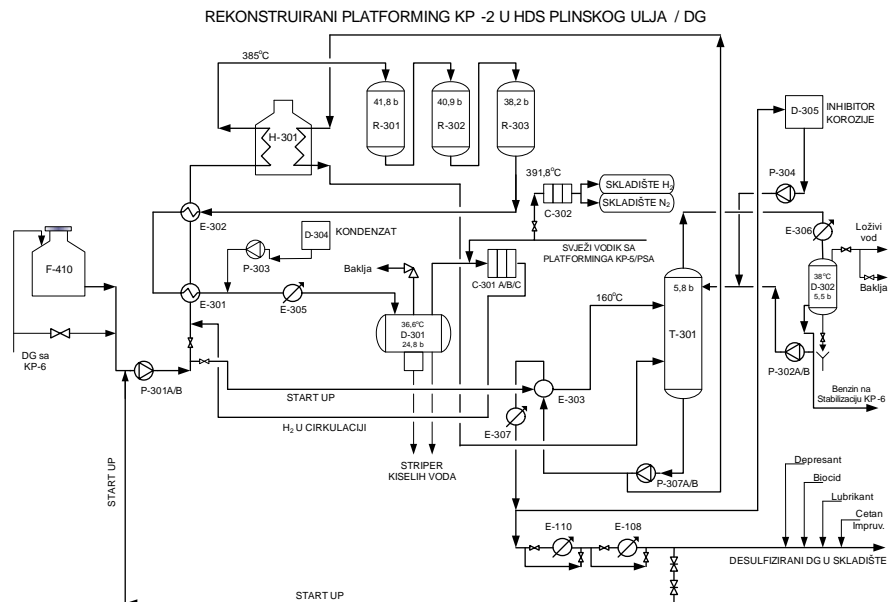 REKONSTRUIRANI PLATFORMING KP -2 U HDS PLINSKOG ULJA / DG
385°C
41,8 b
R-301
40,9 b
R-302
38,2 b
R-303
H-301
D-305
INHIBITOR
KOROZIJE
P-304
391,8°C
C-302
SKLADIŠTE H2
SKLADIŠTE N2
E-302
D-304
KONDENZAT
P-303
SVJEŽI VODIK SA
PLATFORMINGA KP-5/PSA
E-306
Loživi
vod
Baklja
38°C
D-302
5,5 b
F-410
Baklja
C-301 A/B/C
5,8 b
T-301
160°C
E-301
E-305
36,6°C
D-301
24,8 b
DG sa
KP-6
P-301A/B
START UP
E-303
P-302A/B
Benzin na
Stabilizaciju KP-6
H2 U CIRKULACIJI
E-307
STRIPER
KISELIH VODA
P-307A/B
START UP
Depresant
Biocid
Lubrikant
Cetan
Impruv.
E-110
E-108
DESULFIZIRANI DG U SKLADIŠTE
START UP